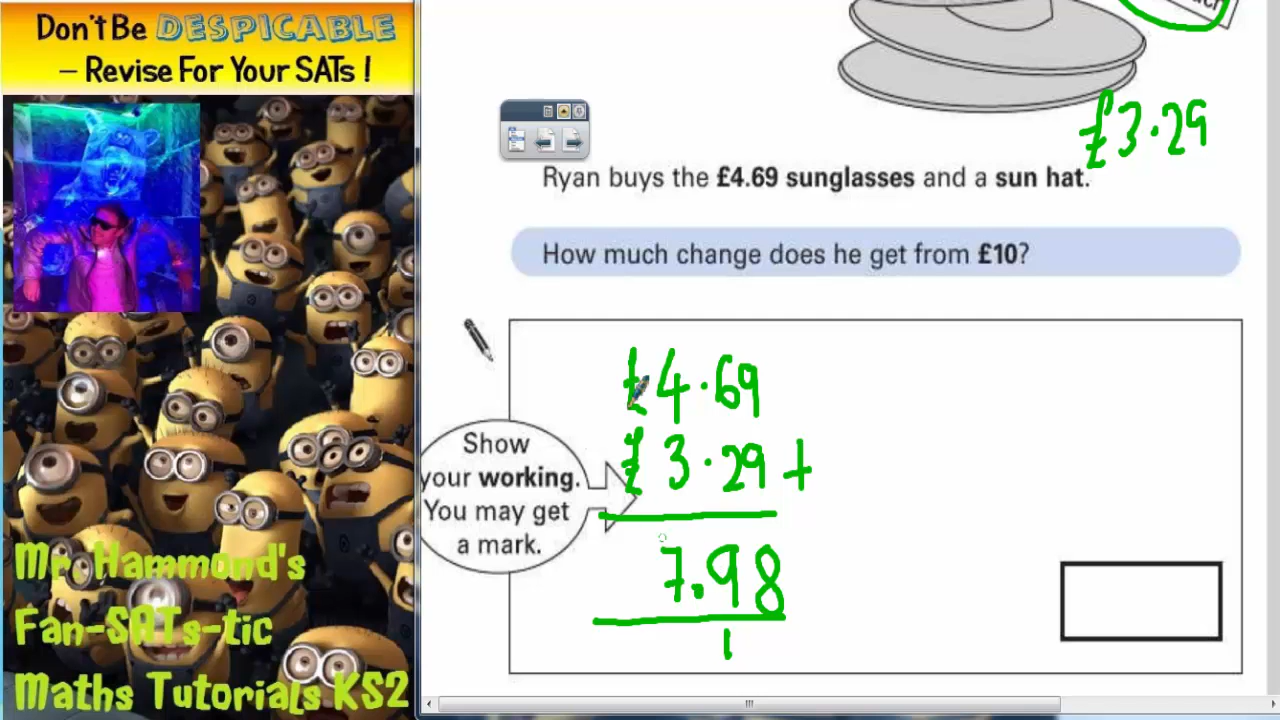 Don't Be DESPICABLE
– Revise For Your SATs !
£3.29
Ryan buys the £4.69 sunglasses and a sun hat.
How much change does he get from £10?
£4.69
£3.29 +
7.98
1
Show
your working.
You may get
a mark.
Mr. Hammond's
Fan-SATs-tic
Maths Tutorials KS2